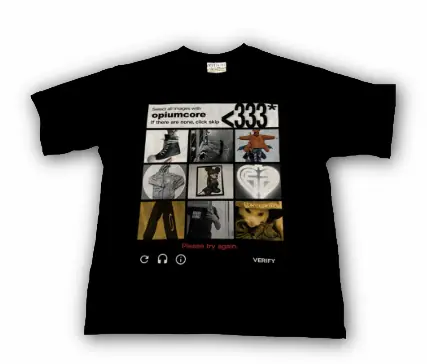 Select all images with
opiumcore
If there are none, click skip
<333*
Please try again.
VERIFY